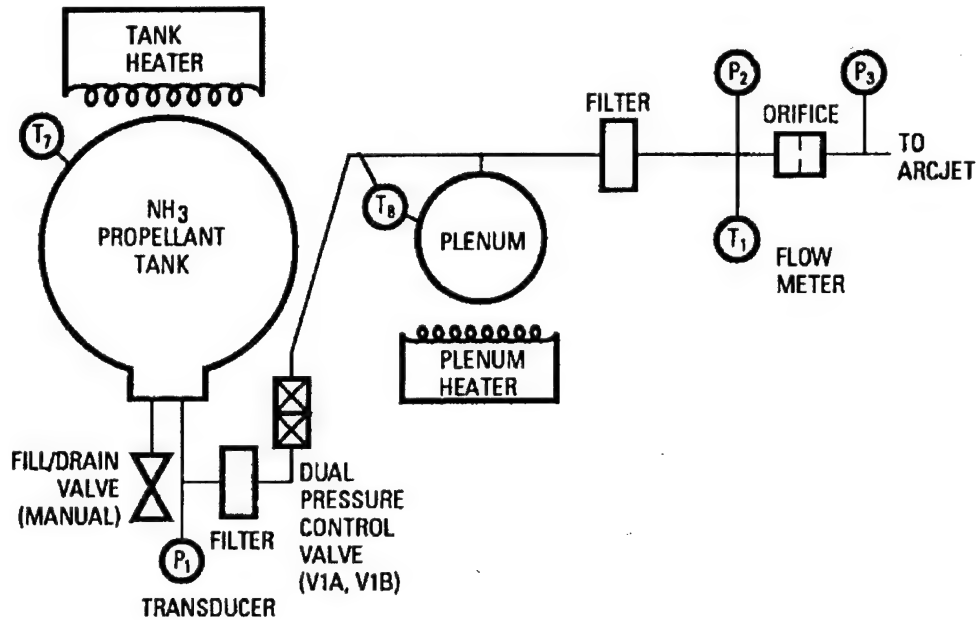 TANK
HEATER
T7
NH3
PROPELLANT
TANK
FILL/DRAIN
VALVE
(MANUAL)
P1
TRANSDUCER
FILTER
DUAL
PRESSURE
CONTROL
VALVE
(V1A, V1B)
T8
PLENUM
PLENUM
HEATER
FILTER
P2
ORIFICE
P3
TO
ARCJET
T1
FLOW
METER